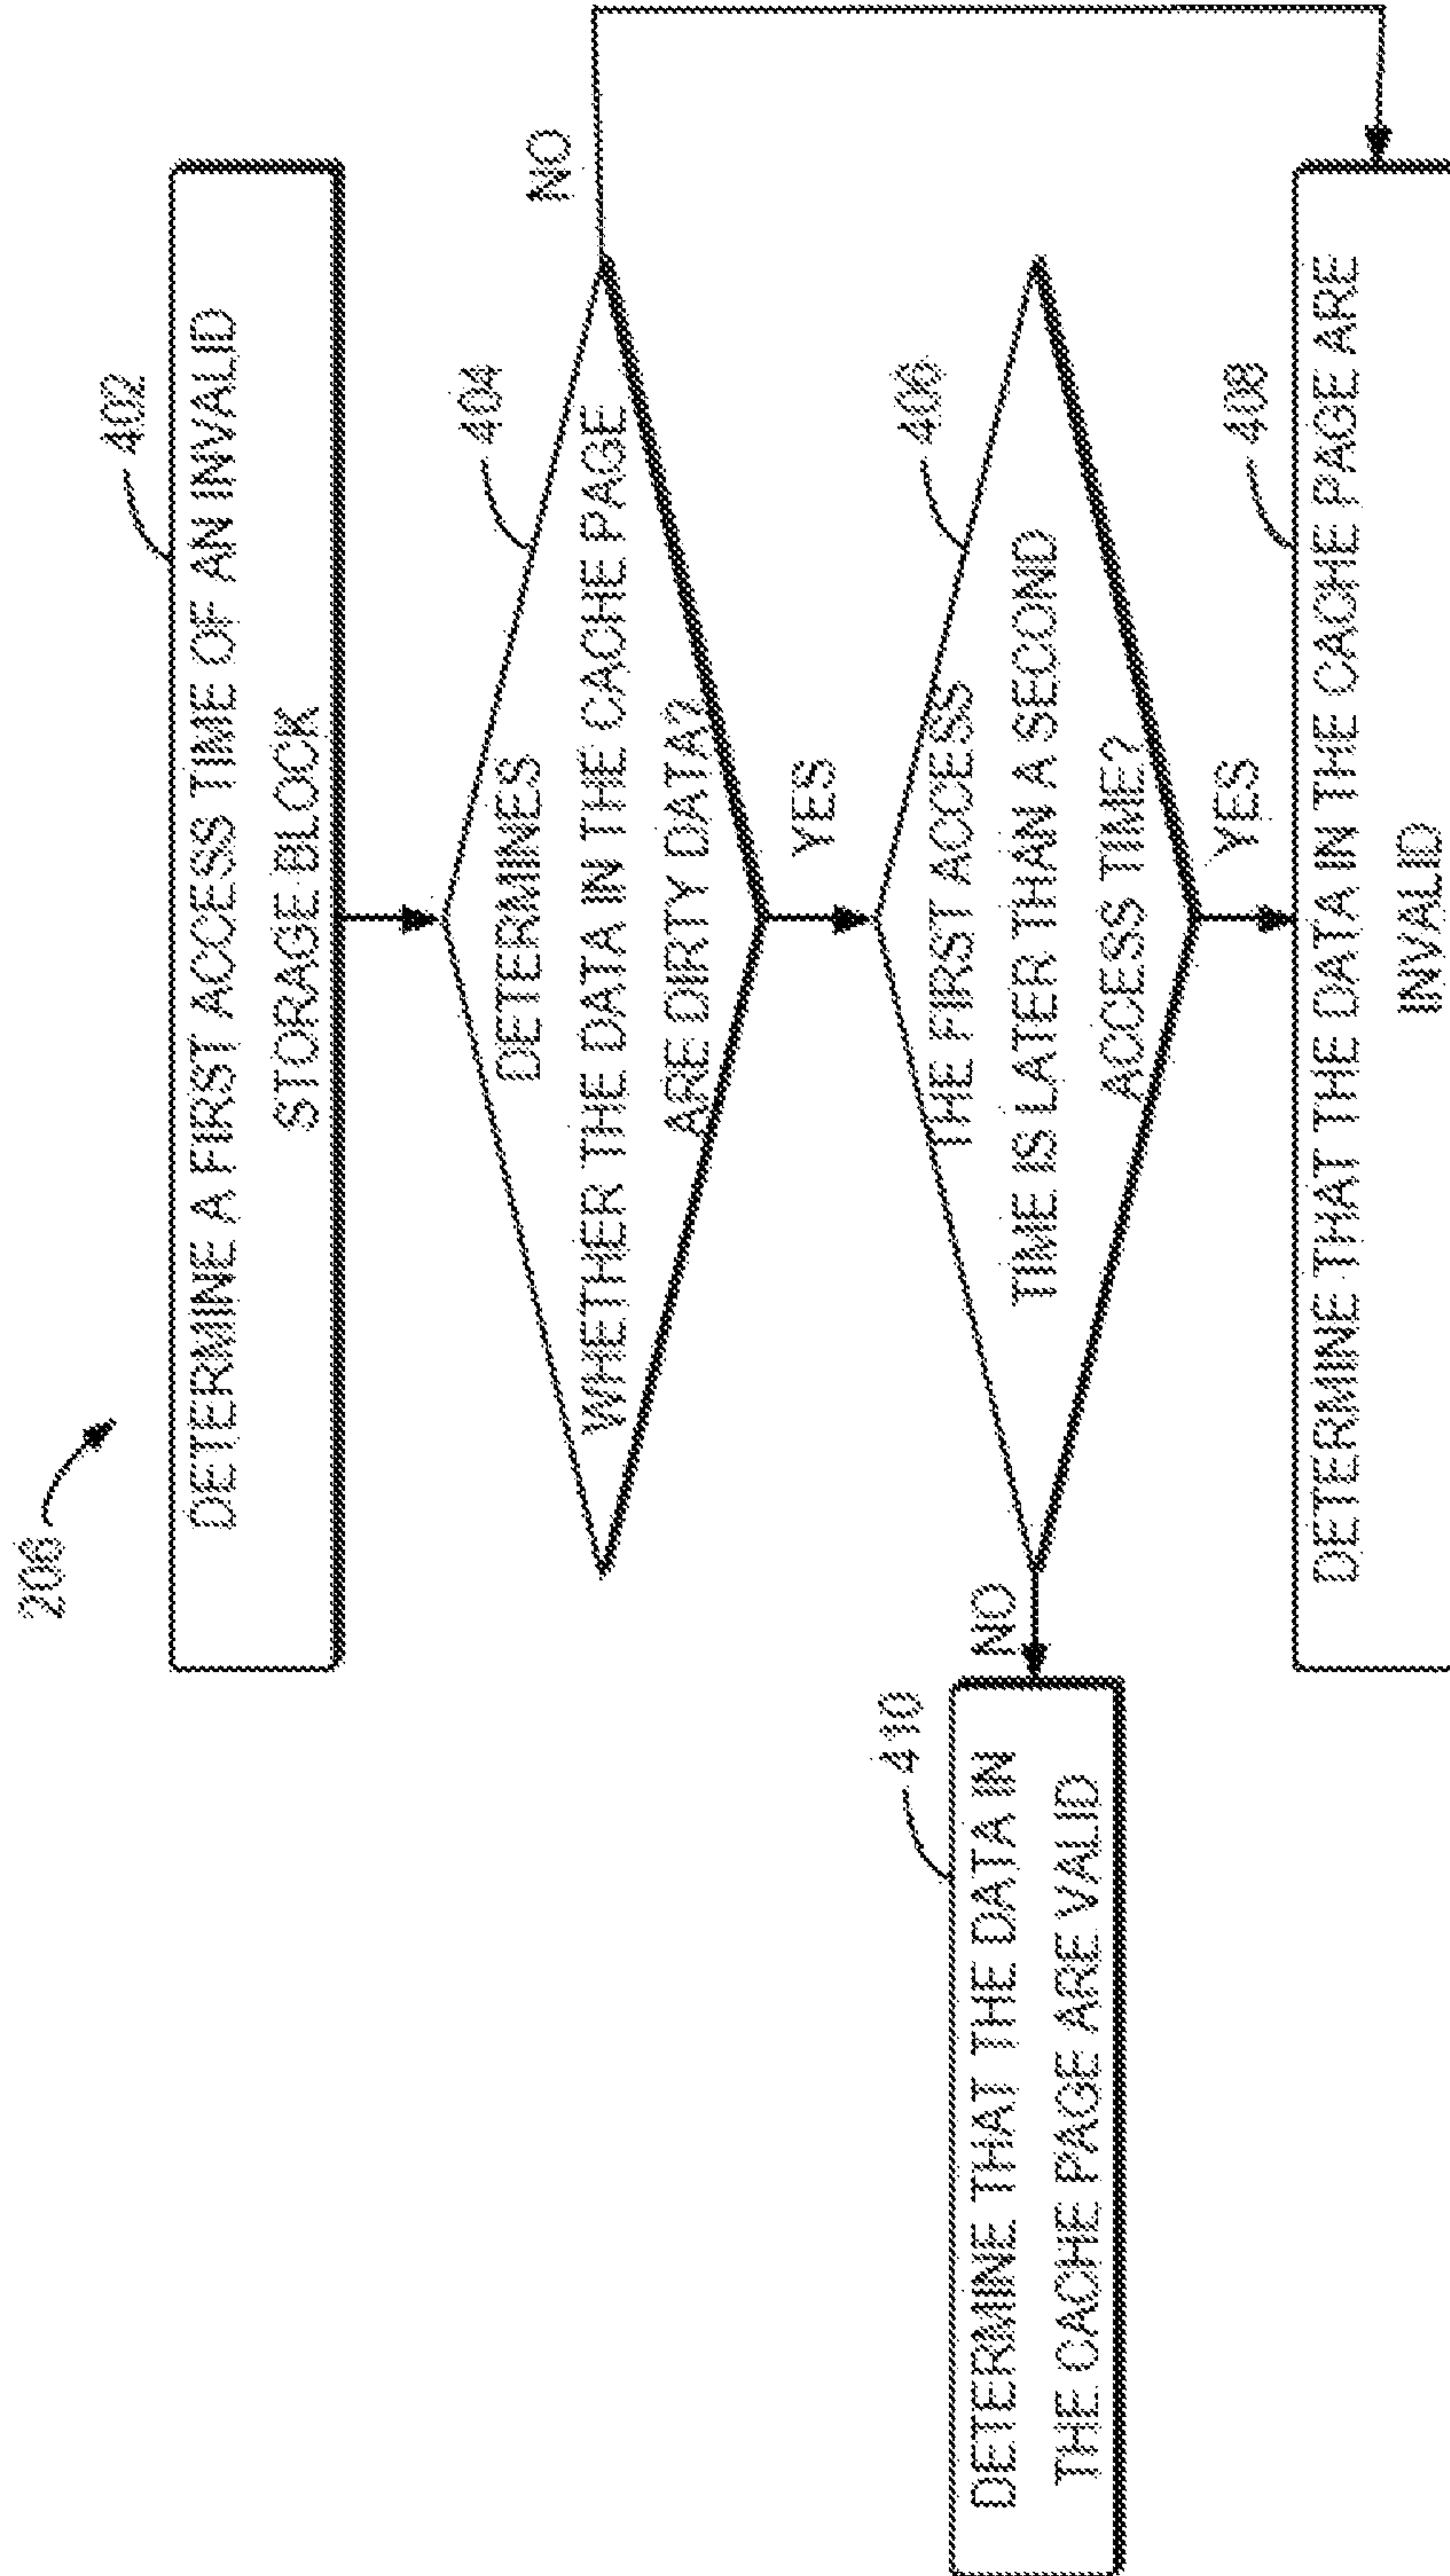 206
402
DETERMINE A FIRST ACCESS TIME OF AN INVALID
STORAGE BLOCK
404
DETERMINES
WHETHER THE DATA IN THE CACHE PAGE
ARE DIRTY DATA?
NO
YES
406
THE FIRST ACCESS
TIME IS LATER THAN A SECOND
ACCESS TIME?
NO
YES
410
DETERMINE THAT THE DATA IN
THE CACHE PAGE ARE VALID
408
DETERMINE THAT THE DATA IN THE CACHE PAGE ARE
INVALID